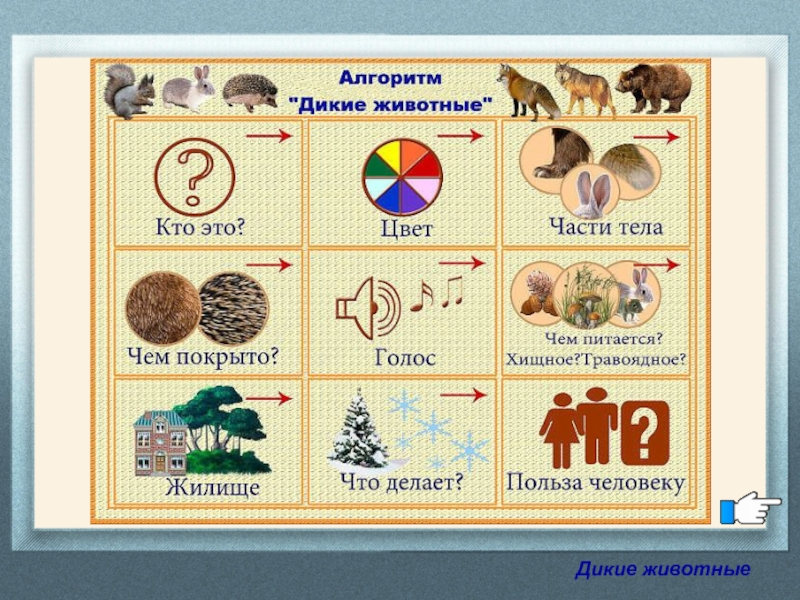 Алгоритм
"Дикие животные"
Кто это?
Цвет
Части тела
Чем покрыто?
Голос
Чем питается?
Хищное?Травоядное?
Жилище
Что делает?
Польза человеку
Дикие животные